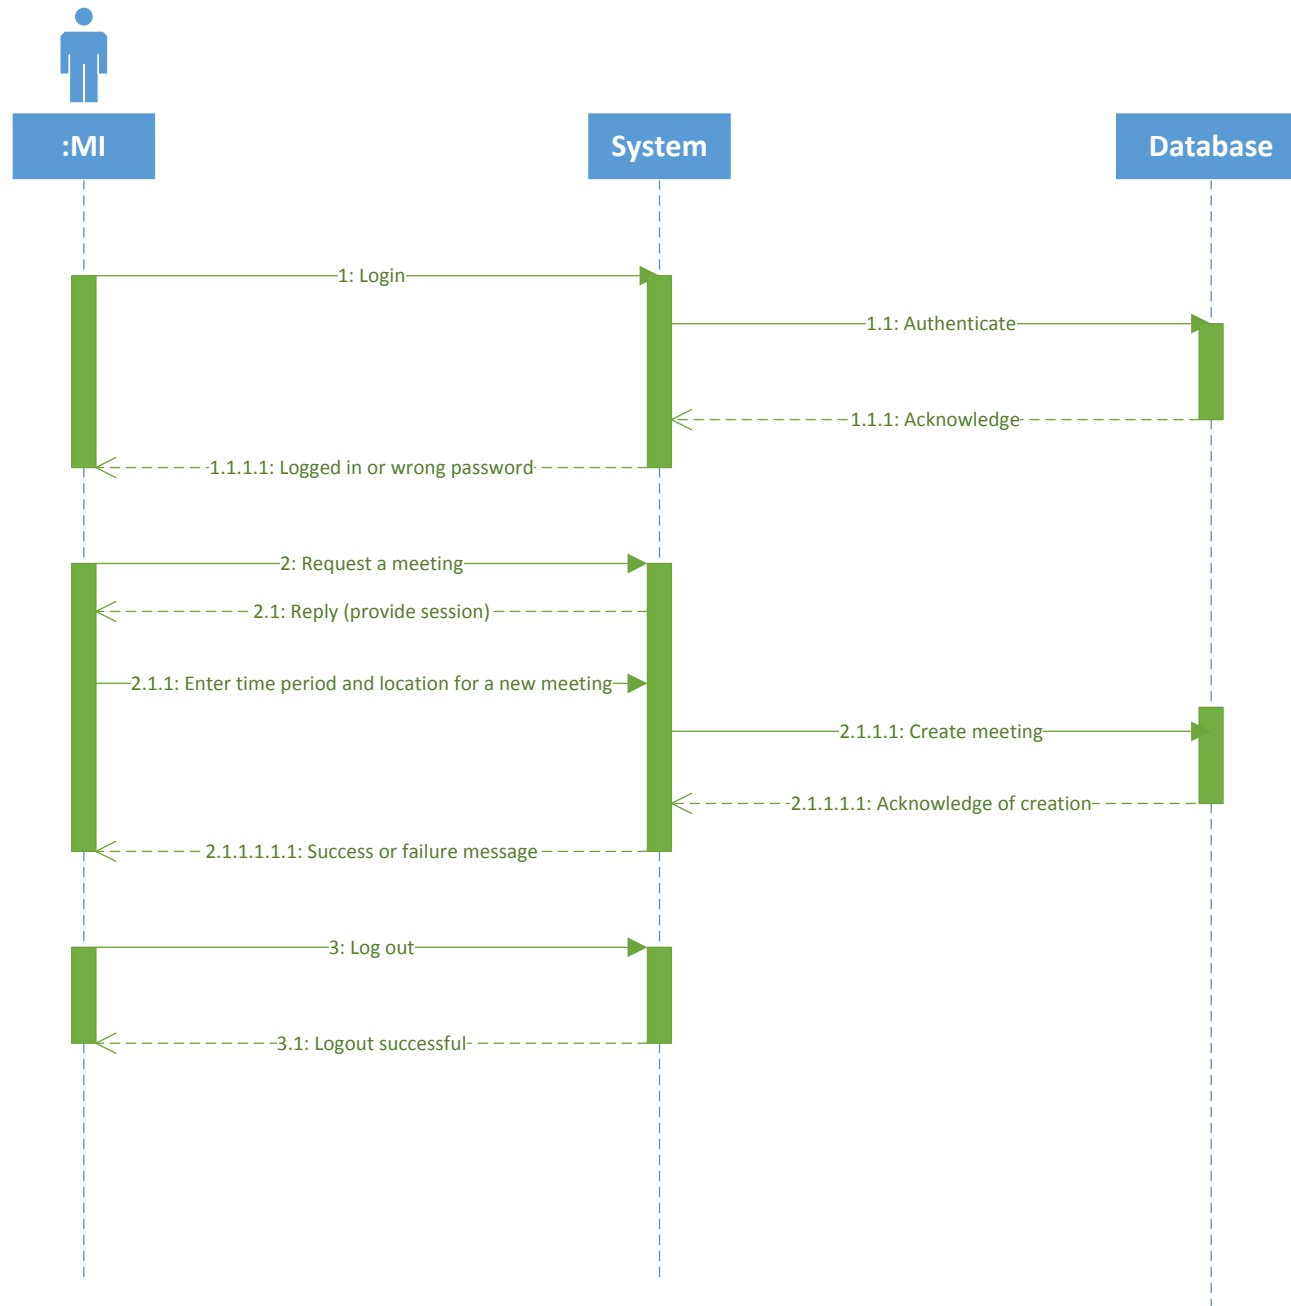 :MI
System
Database
1: Login
1.1: Authenticate
1.1.1: Acknowledge
1.1.1.1: Logged in or wrong password
2: Request a meeting
2.1: Reply (provide session)
2.1.1: Enter time period and location for a new meeting
2.1.1.1: Create meeting
2.1.1.1.1: Acknowledge of creation
2.1.1.1.1.1: Success or failure message
3: Log out
3.1: Logout successful